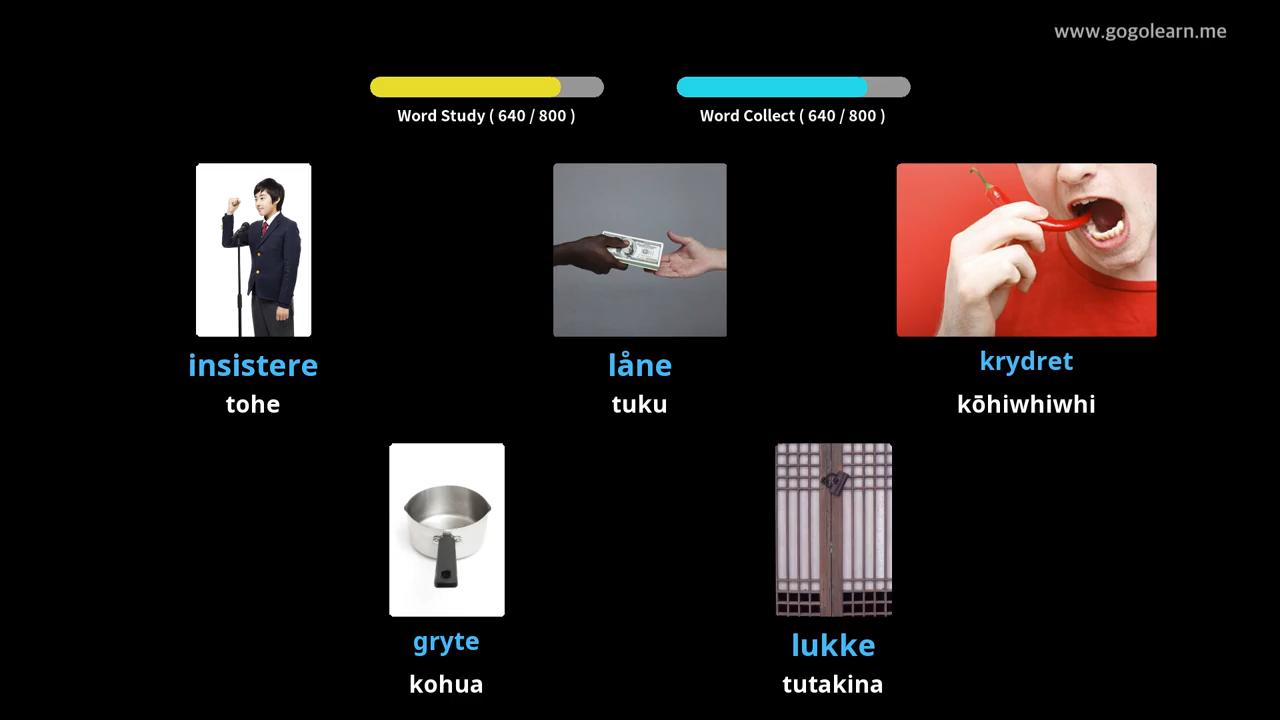 www.gogolearn.me
Word Study ( 640 / 800 )
Word Collect ( 640 / 800 )
insistere
tohe
låne
tuku
krydret
kōhiwhiwhi
gryte
kohua
lukke
tutakina